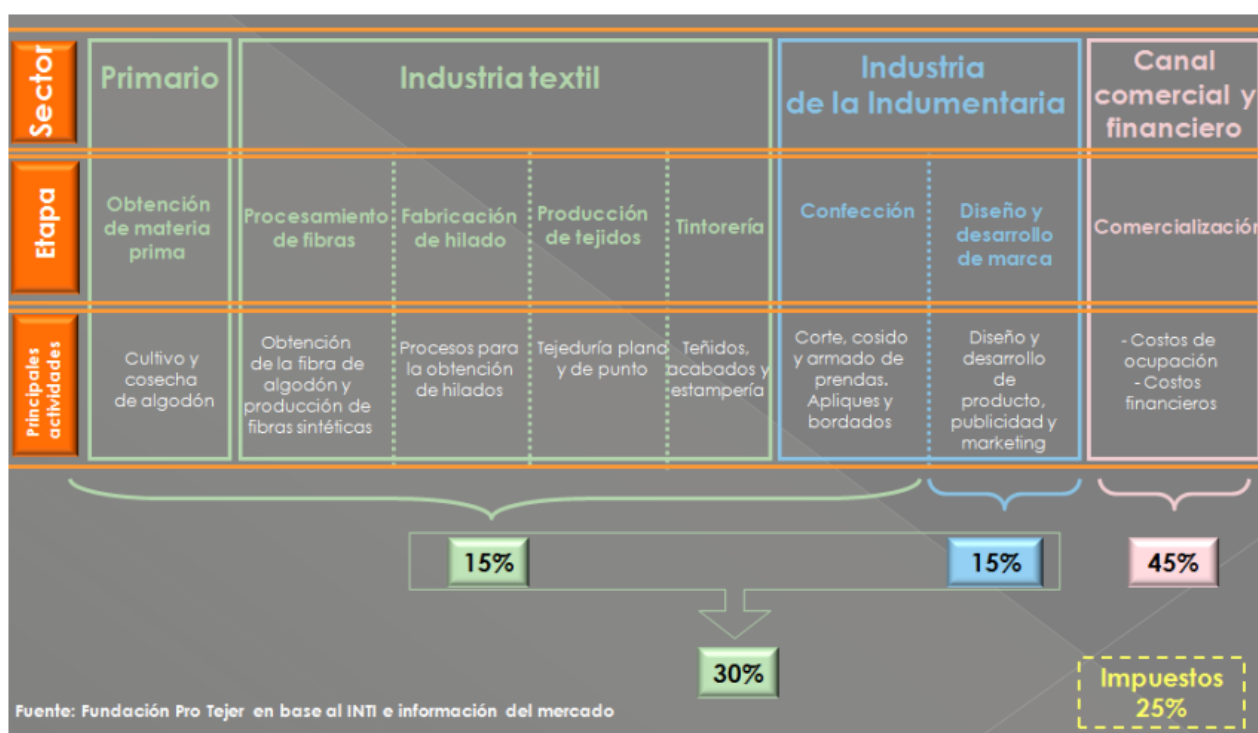 Sector
Primario
Industria textil
Industria
de la Indumentaria
Canal
comercial y
financiero
Etapa
Obtención
de materia
prima
Procesamiento
de fibras
Fabricación
de hilado
Producción
de tejidos
Tintorería
Confección
Diseño y
desarrollo
de marca
Comercialización
Principales
actividades
Cultivo y
cosecha
de algodón
Obtención
de la fibra de
algodón y
producción de
fibras sintéticas
Procesos para
la obtención
de hilados
Tejeduría plana
y de punto
Teñidos,
acabados y
estampería
Corte, cosido
y armado de
prendas.
Apliques y
bordados
Diseño y
desarrollo
de
producto,
publicidad y
marketing
- Costos de
ocupación
- Costos
financieros
15%
15%
45%
30%
Impuestos
25%
Fuente: Fundación Pro Tejer en base al INTI e información del mercado